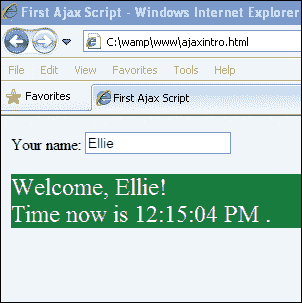 First Ajax Script - Windows Internet Explorer
C:\wamp\www\ajaxintro.html
File Edit View Favorites Tools Help
Favorites First Ajax Script
Your name: Ellie
Welcome, Ellie!
Time now is 12:15:04 PM .